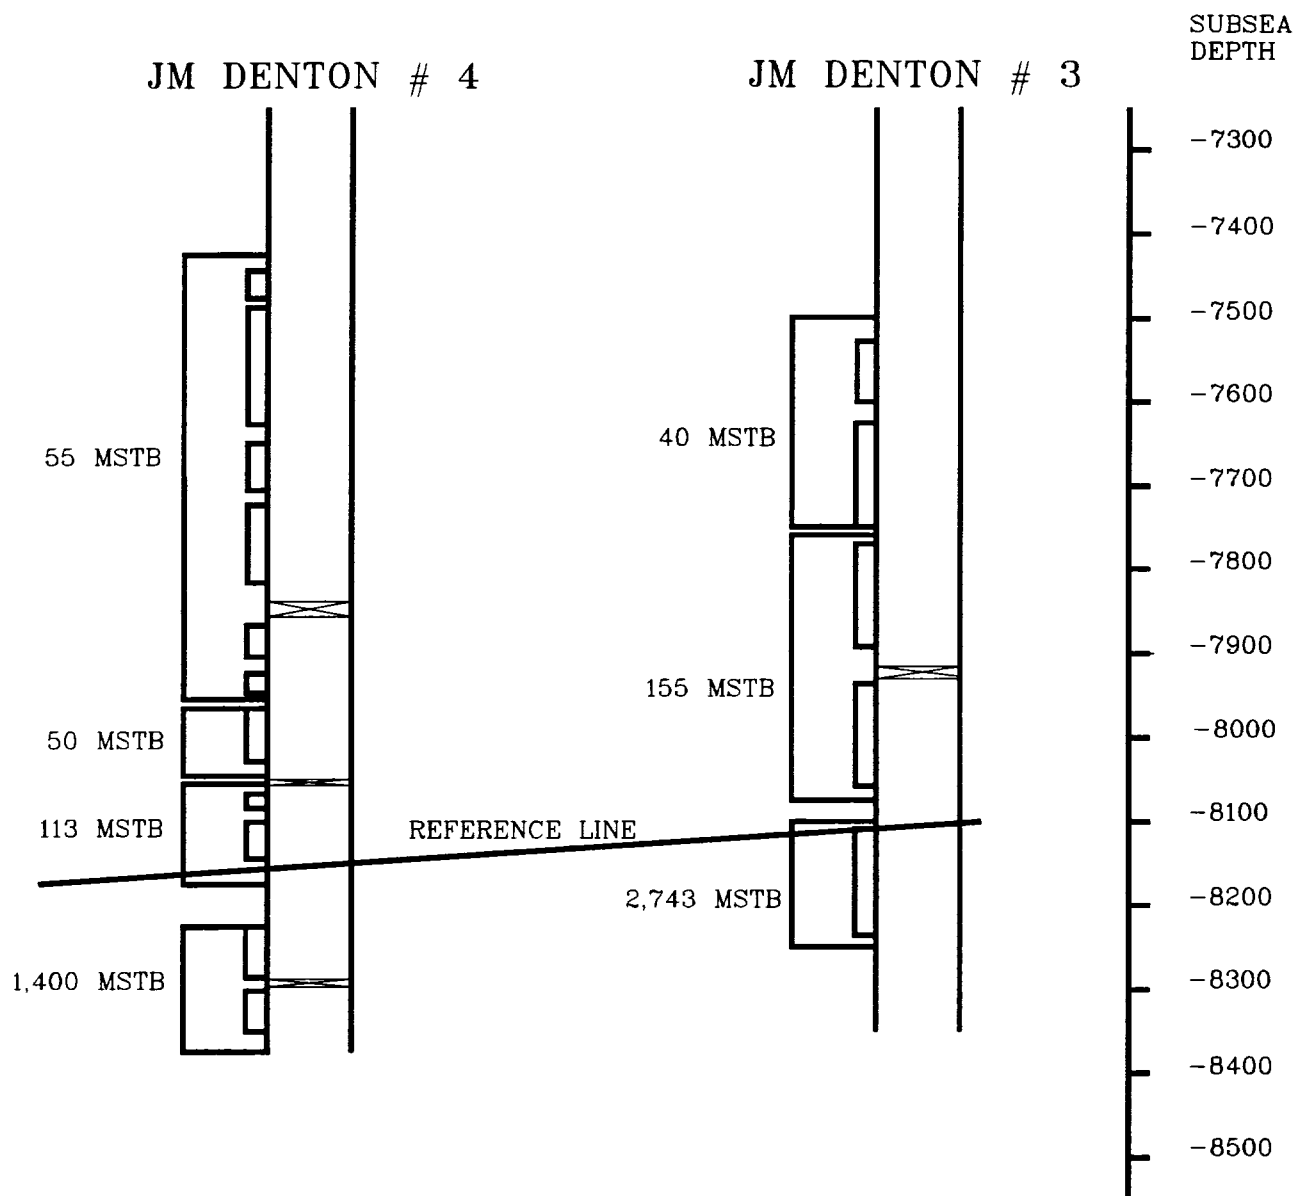 SUBSEA
DEPTH
JM DENTON # 4
JM DENTON # 3
-7300
-7400
-7500
-7600
40 MSTB
55 MSTB
-7700
-7800
-7900
155 MSTB
-8000
50 MSTB
-8100
113 MSTB
REFERENCE LINE
-8200
2,743 MSTB
-8300
1,400 MSTB
-8400
-8500